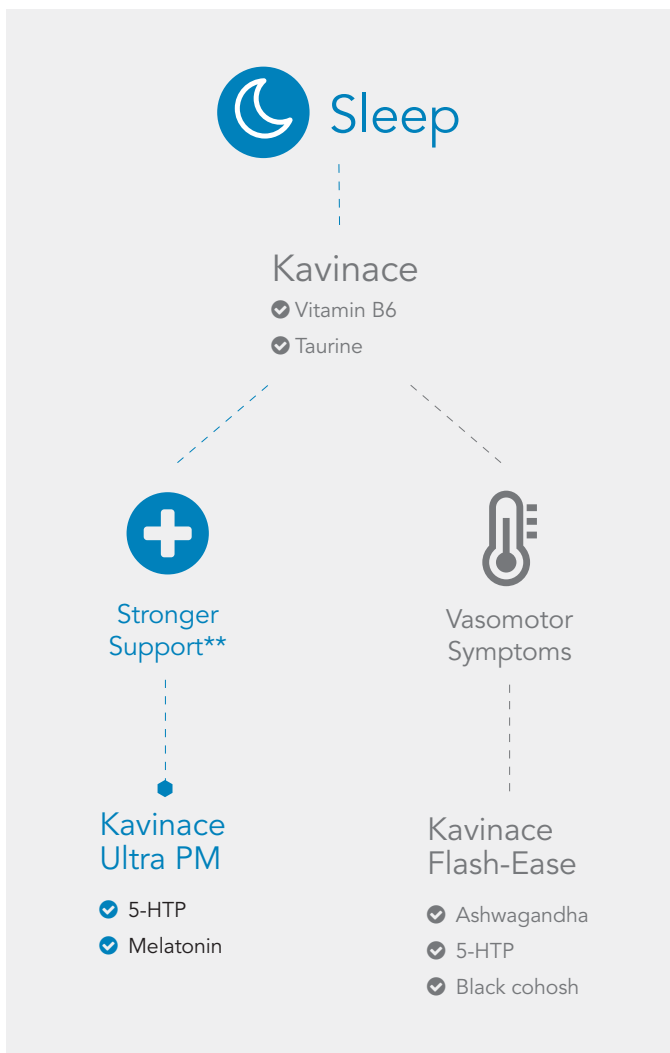 Sleep
Kavinace
Vitamin B6
Taurine
Stronger
Support**
Vasomotor
Symptoms
Kavinace
Ultra PM
5-HTP
Melatonin
Kavinace
Flash-Ease
Ashwagandha
5-HTP
Black cohosh